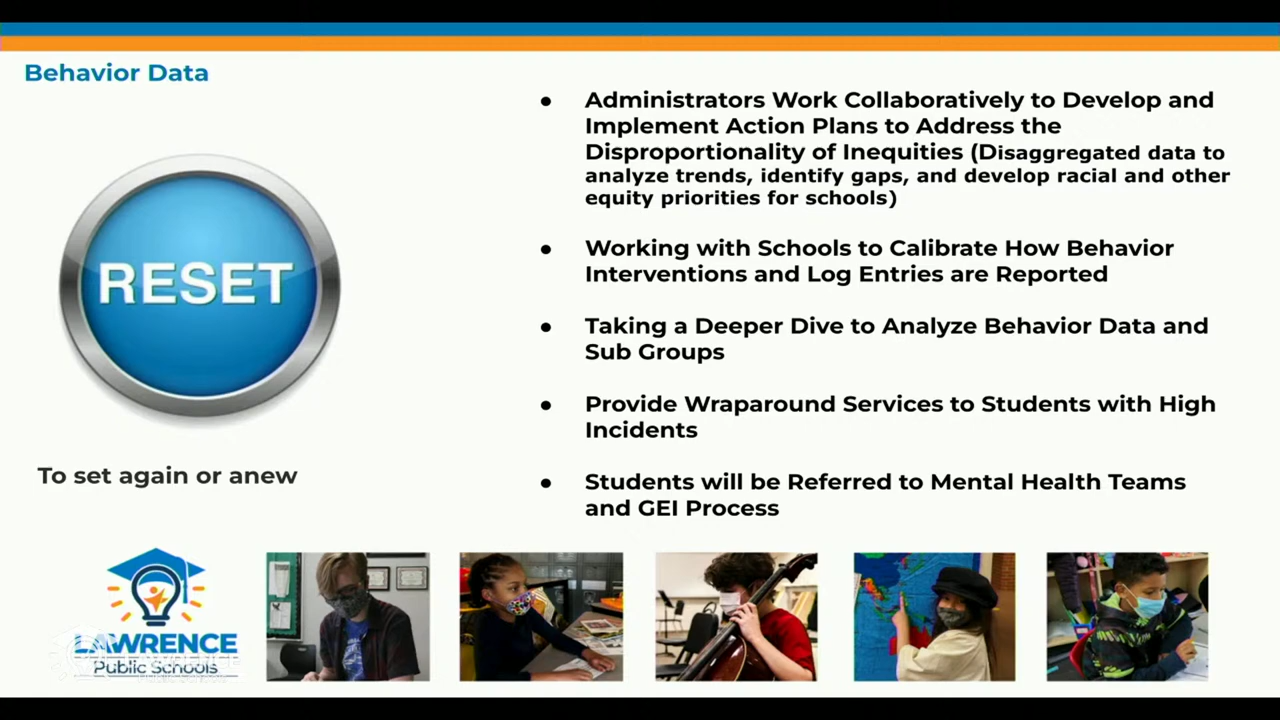 Behavior Data
RESET
To set again or anew
● Administrators Work Collaboratively to Develop and
Implement Action Plans to Address the
Disproportionality of Inequities (Disaggregated data to
analyze trends, identify gaps, and develop racial and other
equity priorities for schools)
● Working with Schools to Calibrate How Behavior
Interventions and Log Entries are Reported
● Taking a Deeper Dive to Analyze Behavior Data and
Sub Groups
● Provide Wraparound Services to Students with High
Incidents
● Students will be Referred to Mental Health Teams
and GEI Process
LAWRENCE
Public Schools